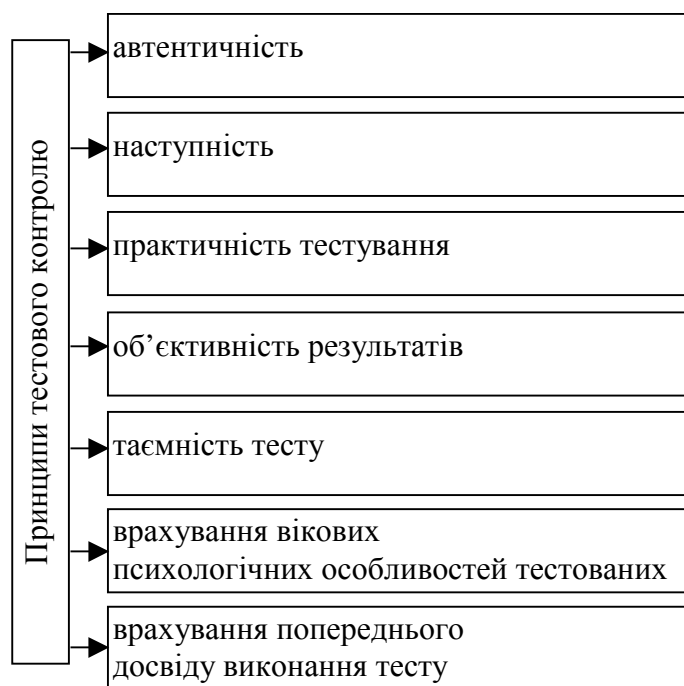 Принципи тестового контролю
автентичність
наступність
практичність тестування
об’єктивність результатів
таємність тесту
врахування вікових
психологічних особливостей тестованих
врахування попереднього
досвіду виконання тесту